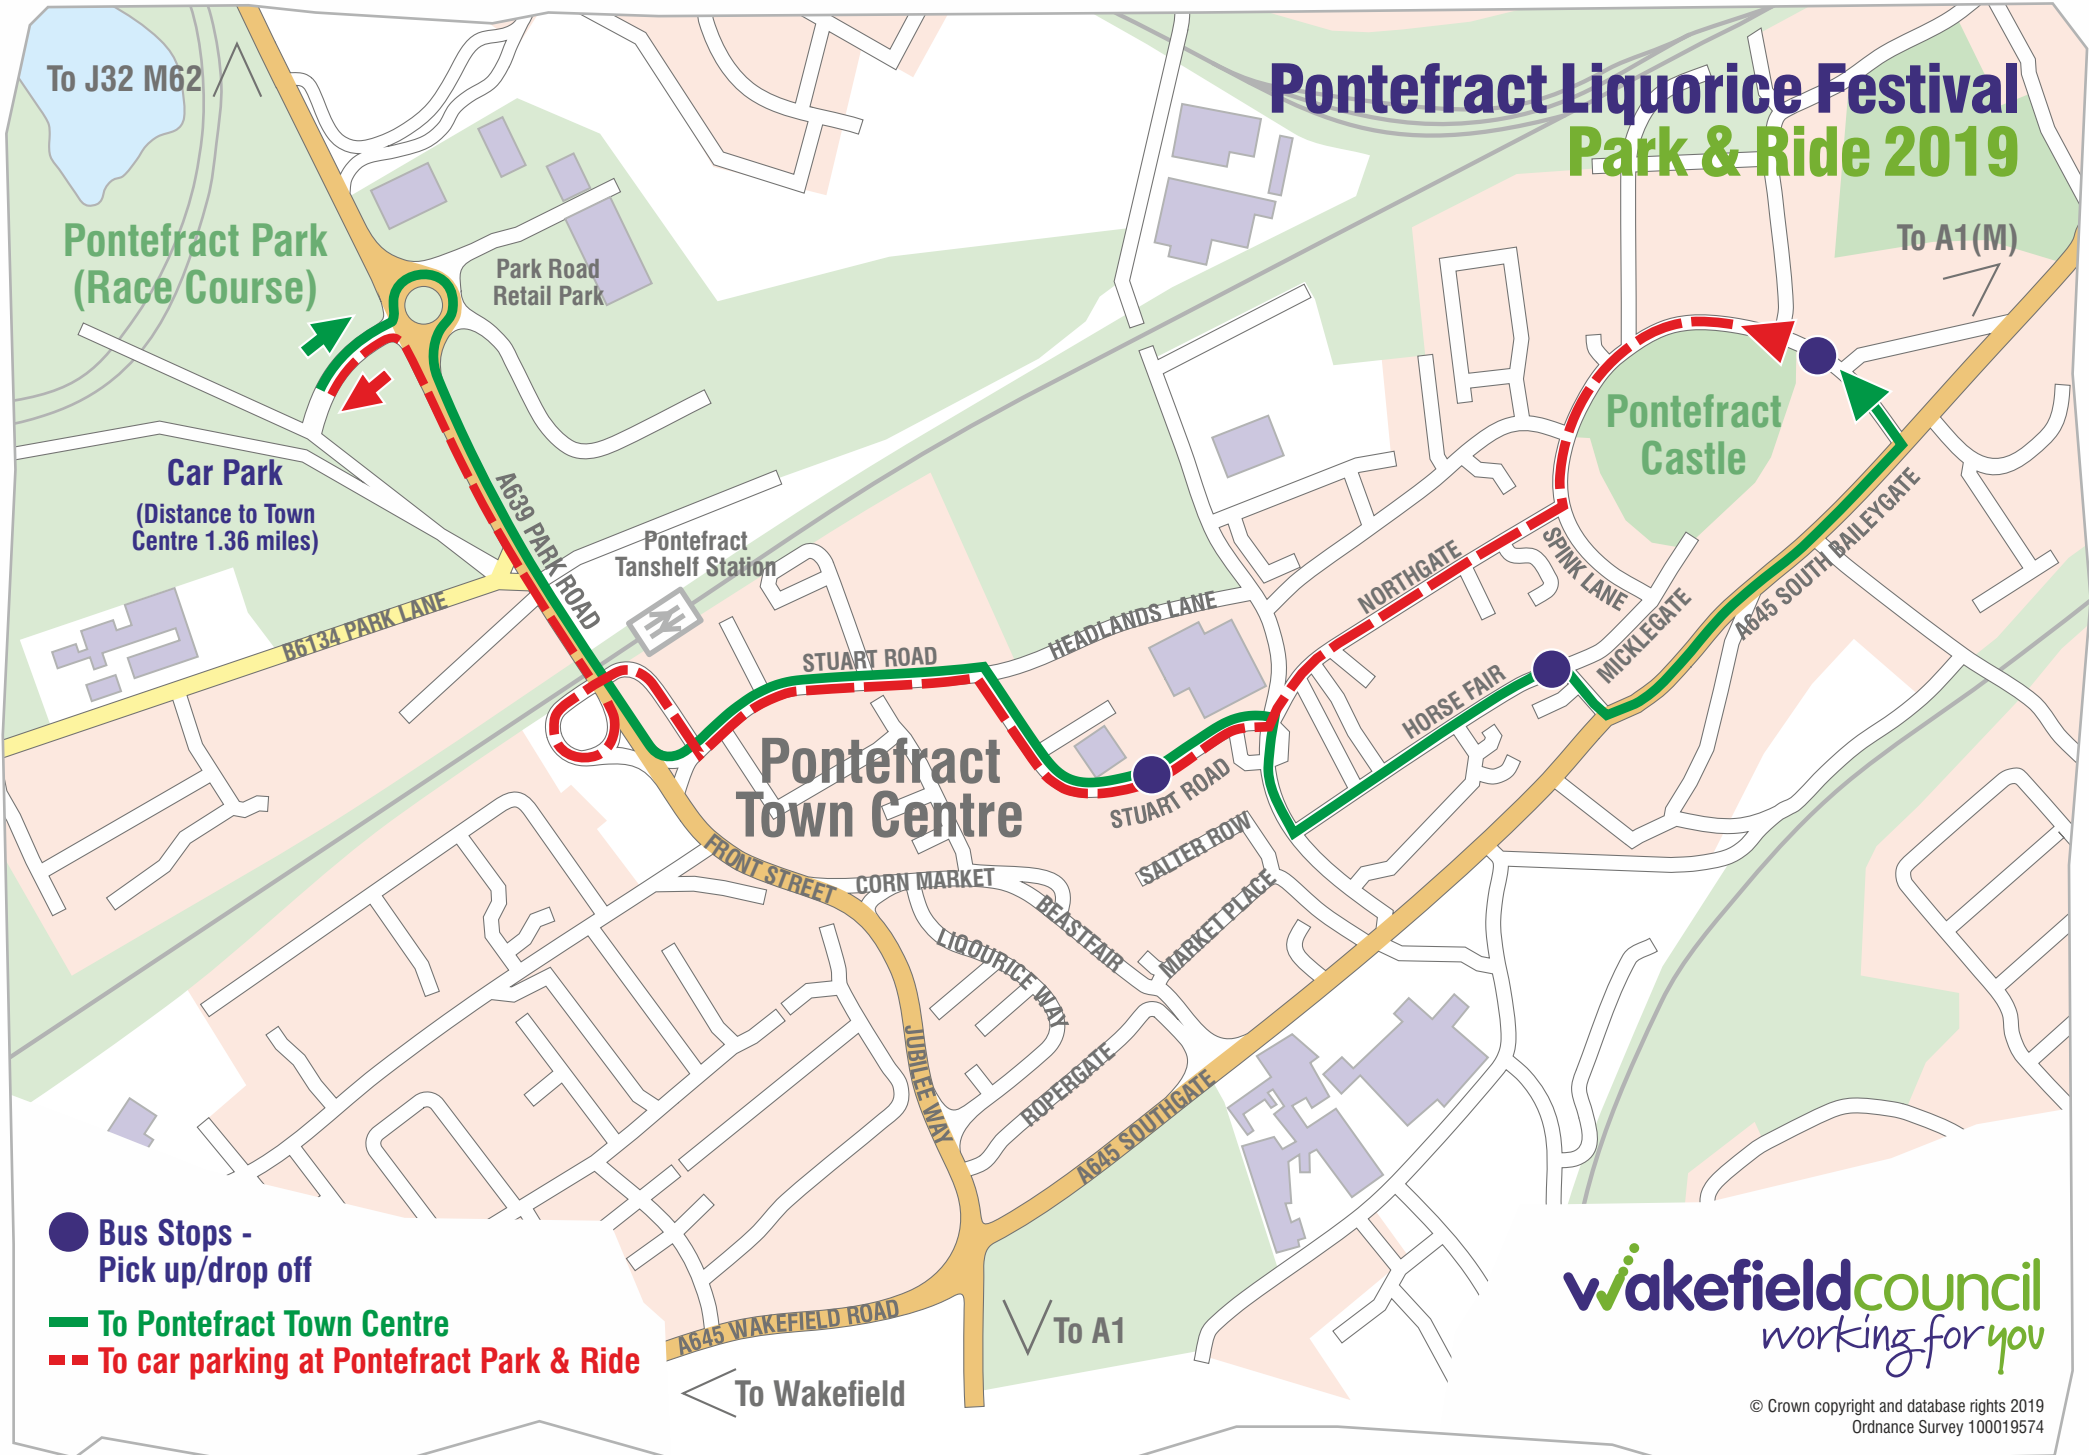 Pontefract Liquorice Festival
Park & Ride 2019
To J32 M62
To A1(M)
Pontefract Park
(Race Course)
Park Road
Retail Park
Pontefract
Castle
Car Park
(Distance to Town
Centre 1.36 miles)
A639 PARK ROAD
Pontefract
Tanshelf Station
B6134 PARK LANE
STUART ROAD
HEADLANDS LANE
NORTHGATE
SPINK LANE
MICKLEGATE
A645 SOUTH BAILEYGATE
HORSE FAIR
Pontefract
Town Centre
STUART ROAD
SALTER ROW
MARKET PLACE
FRONT STREET
CORN MARKET
BEASTFAIR
LIQOURICE WAY
JUBILEE WAY
ROPERGATE
A645 SOUTHGATE
A645 WAKEFIELD ROAD
To A1
To Wakefield
Bus Stops -
Pick up/drop off
To Pontefract Town Centre
To car parking at Pontefract Park & Ride
wakefieldcouncil
working for you
© Crown copyright and database rights 2019
Ordnance Survey 100019574